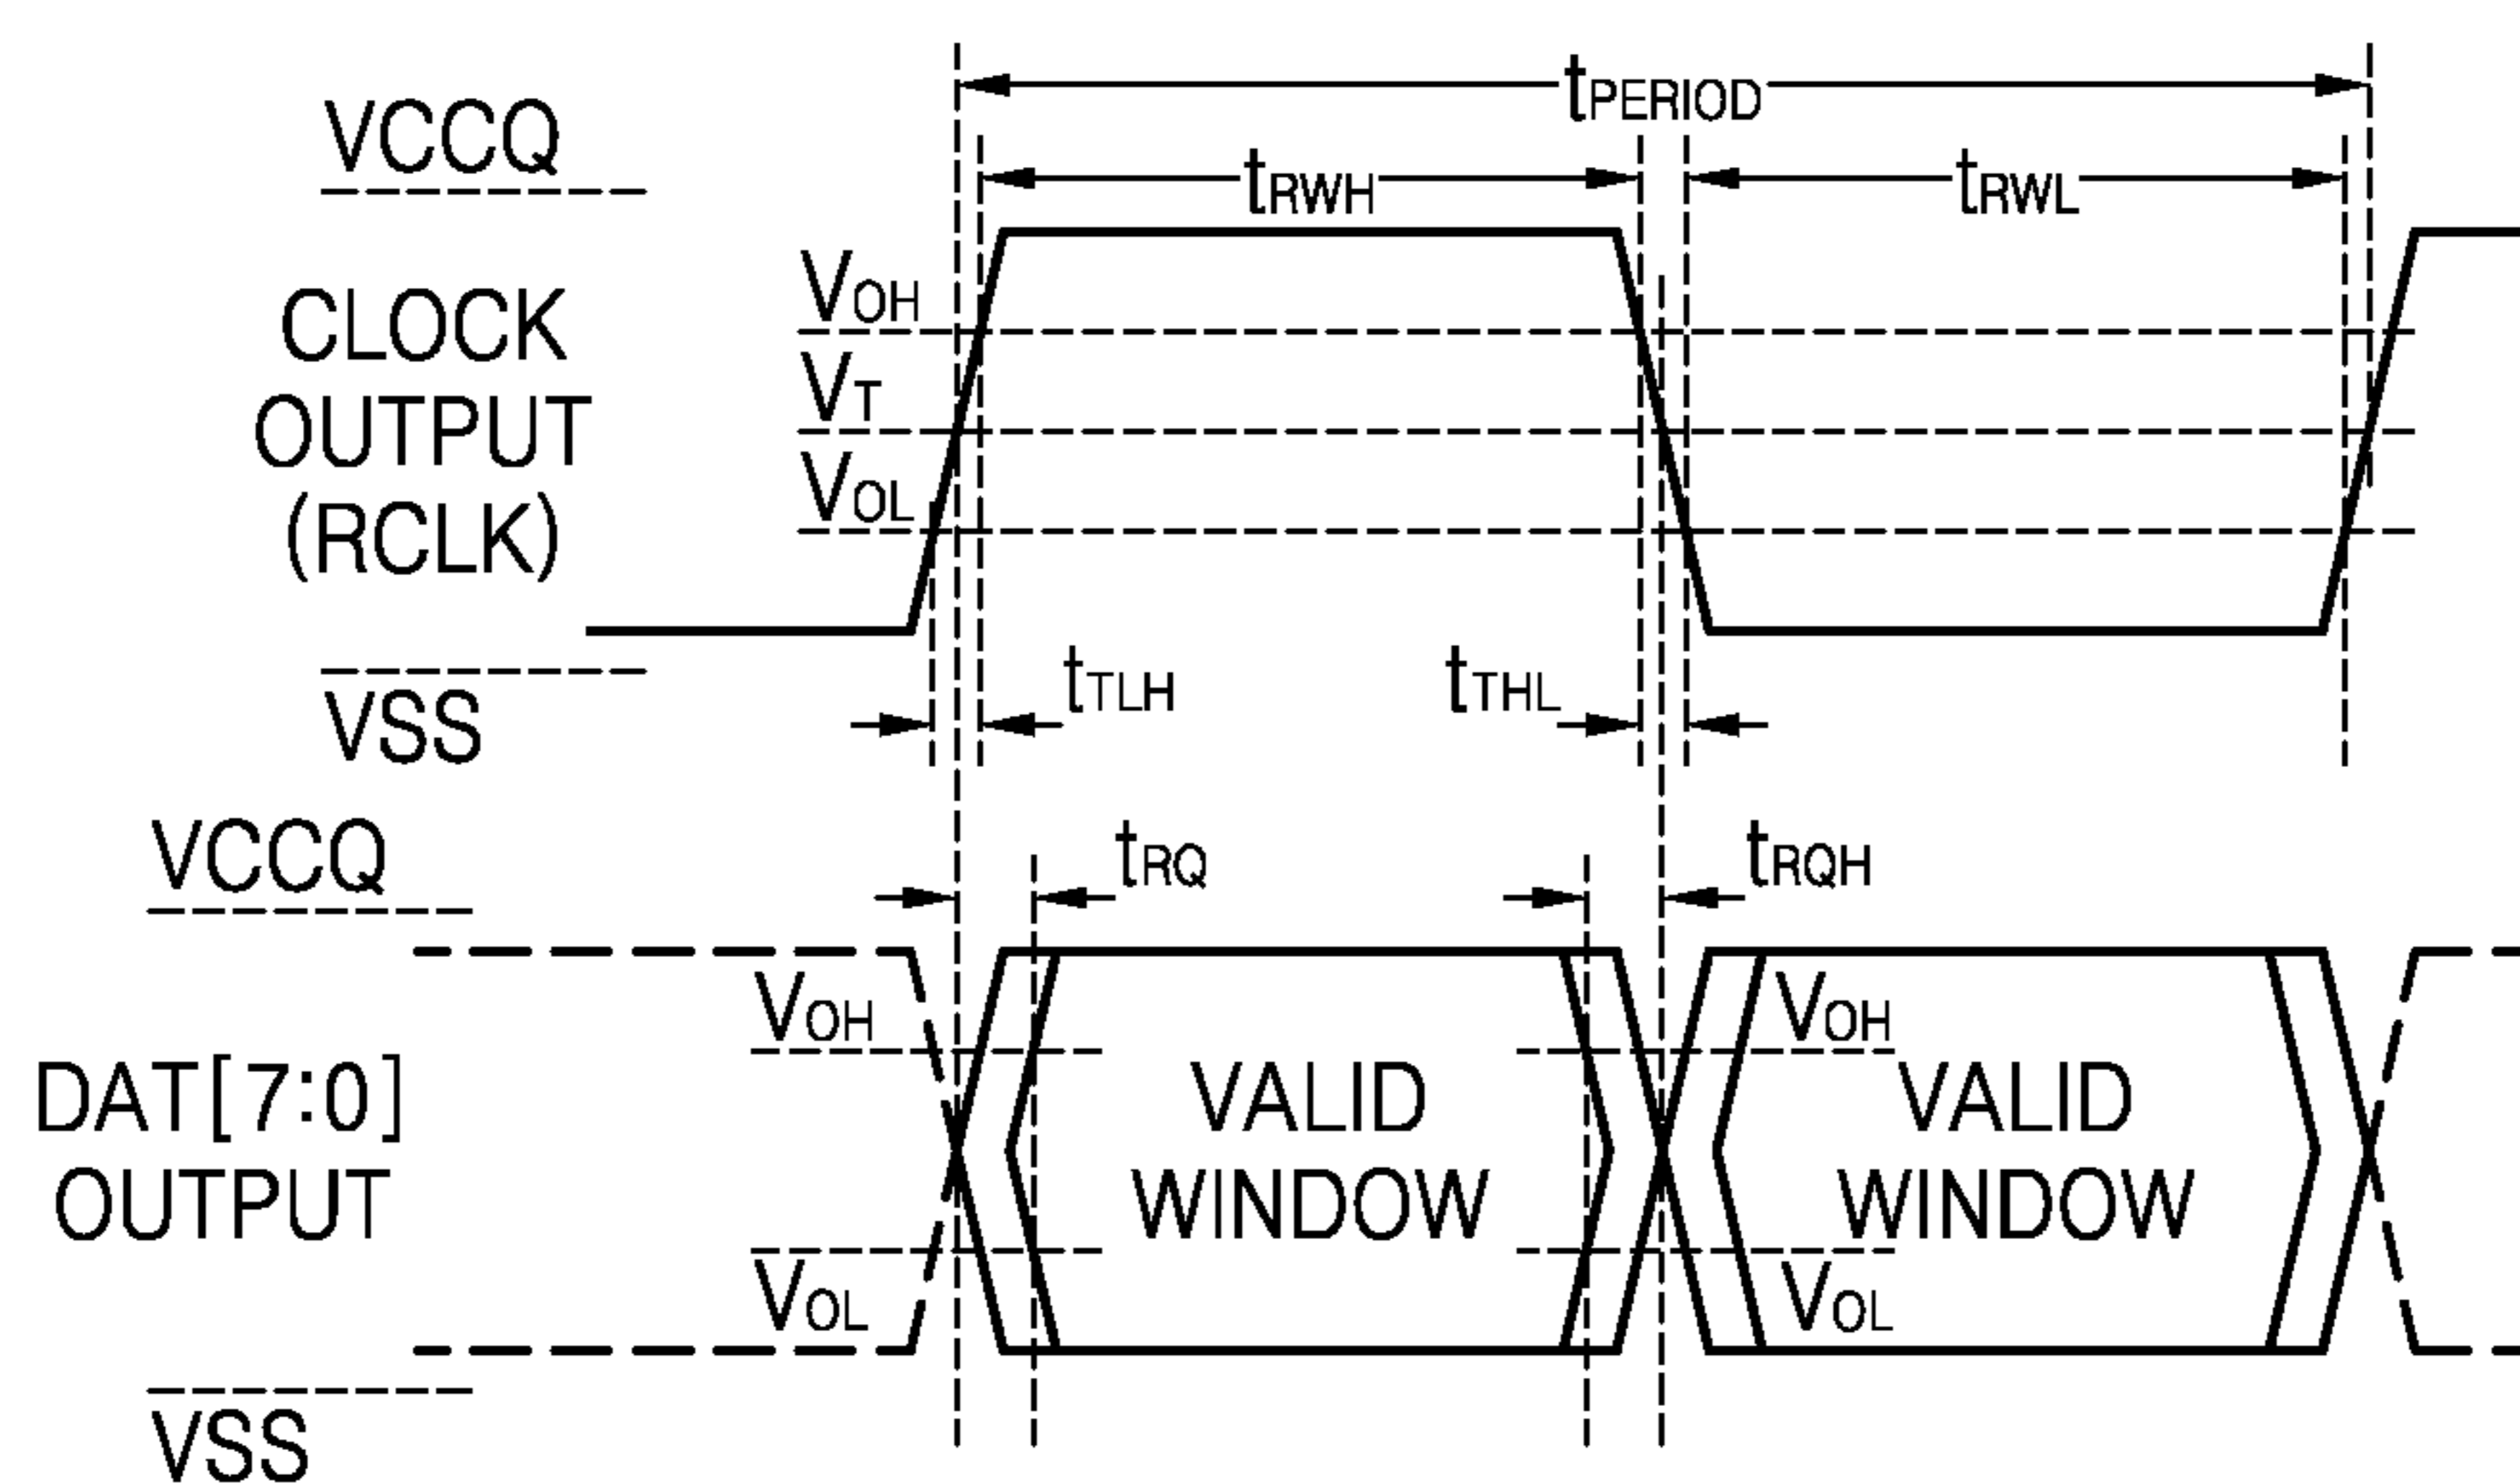 tPERIOD
VCCQ
tRWH
tRWL
VOH
CLOCK
OUTPUT
(RCLK)
VT
VOL
VSS
tTLH
tTHL
VCCQ
tRQ
tRQH
VOH
VOH
DAT[7:0]
OUTPUT
VALID
WINDOW
VALID
WINDOW
VOL
VOL
VSS